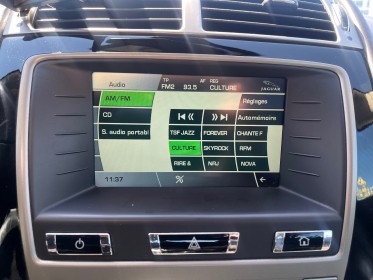 Audio TP AF REG
FM2 93.5 CULTURE JAGUAR
AM/FM Réglages
CD Automémoire
S. audio portabl
TSF JAZZ FOREVER CHANTE F
CULTURE SKYROCK RFM
RIRE & NRJ NOVA
11:37